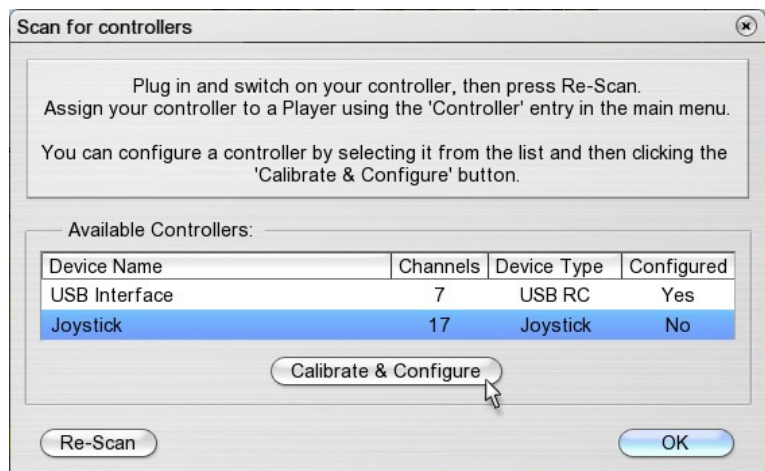 Scan for controllers
Plug in and switch on your controller, then press Re-Scan.
Assign your controller to a Player using the 'Controller' entry in the main menu.
You can configure a controller by selecting it from the list and then clicking the
'Calibrate & Configure' button.
Available Controllers:
Device Name Channels Device Type Configured
USB Interface 7 USB RC Yes
Joystick 17 Joystick No
Calibrate & Configure
Re-Scan OK